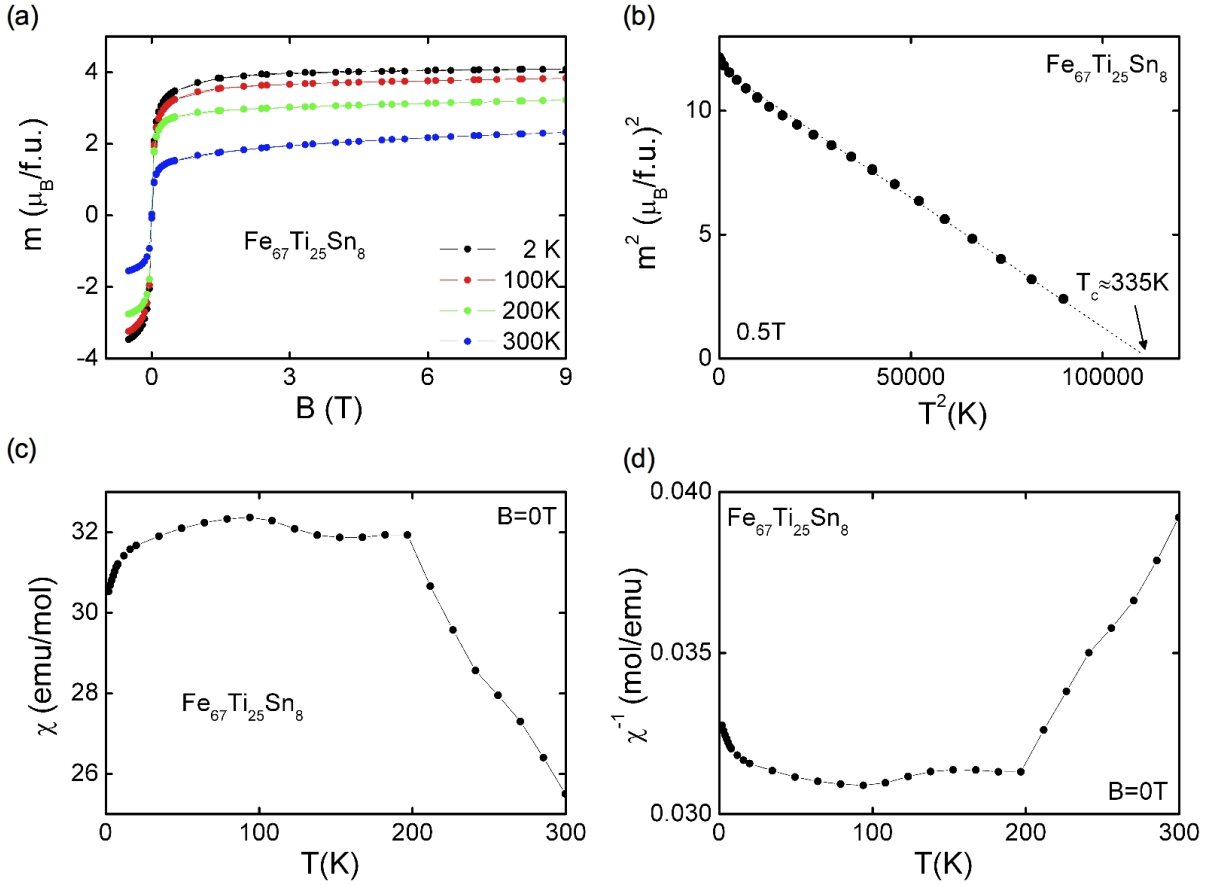 (a)
4
2
0
-2
-4
m (μB/f.u.)
Fe67Ti25Sn8
2 K
100K
200K
300K
0 3 6 9
B (T)
(b)
10
5
0
m² (μB/f.u.)²
Fe67Ti25Sn8
Tc≈335K
0.5T
0 50000 100000
T²(K)
(c)
32
30
28
26
χ (emu/mol)
B=0T
Fe67Ti25Sn8
0 100 200 300
T(K)
(d)
0.040
0.035
0.030
χ⁻¹ (mol/emu)
Fe67Ti25Sn8
B=0T
0 100 200 300
T(K)